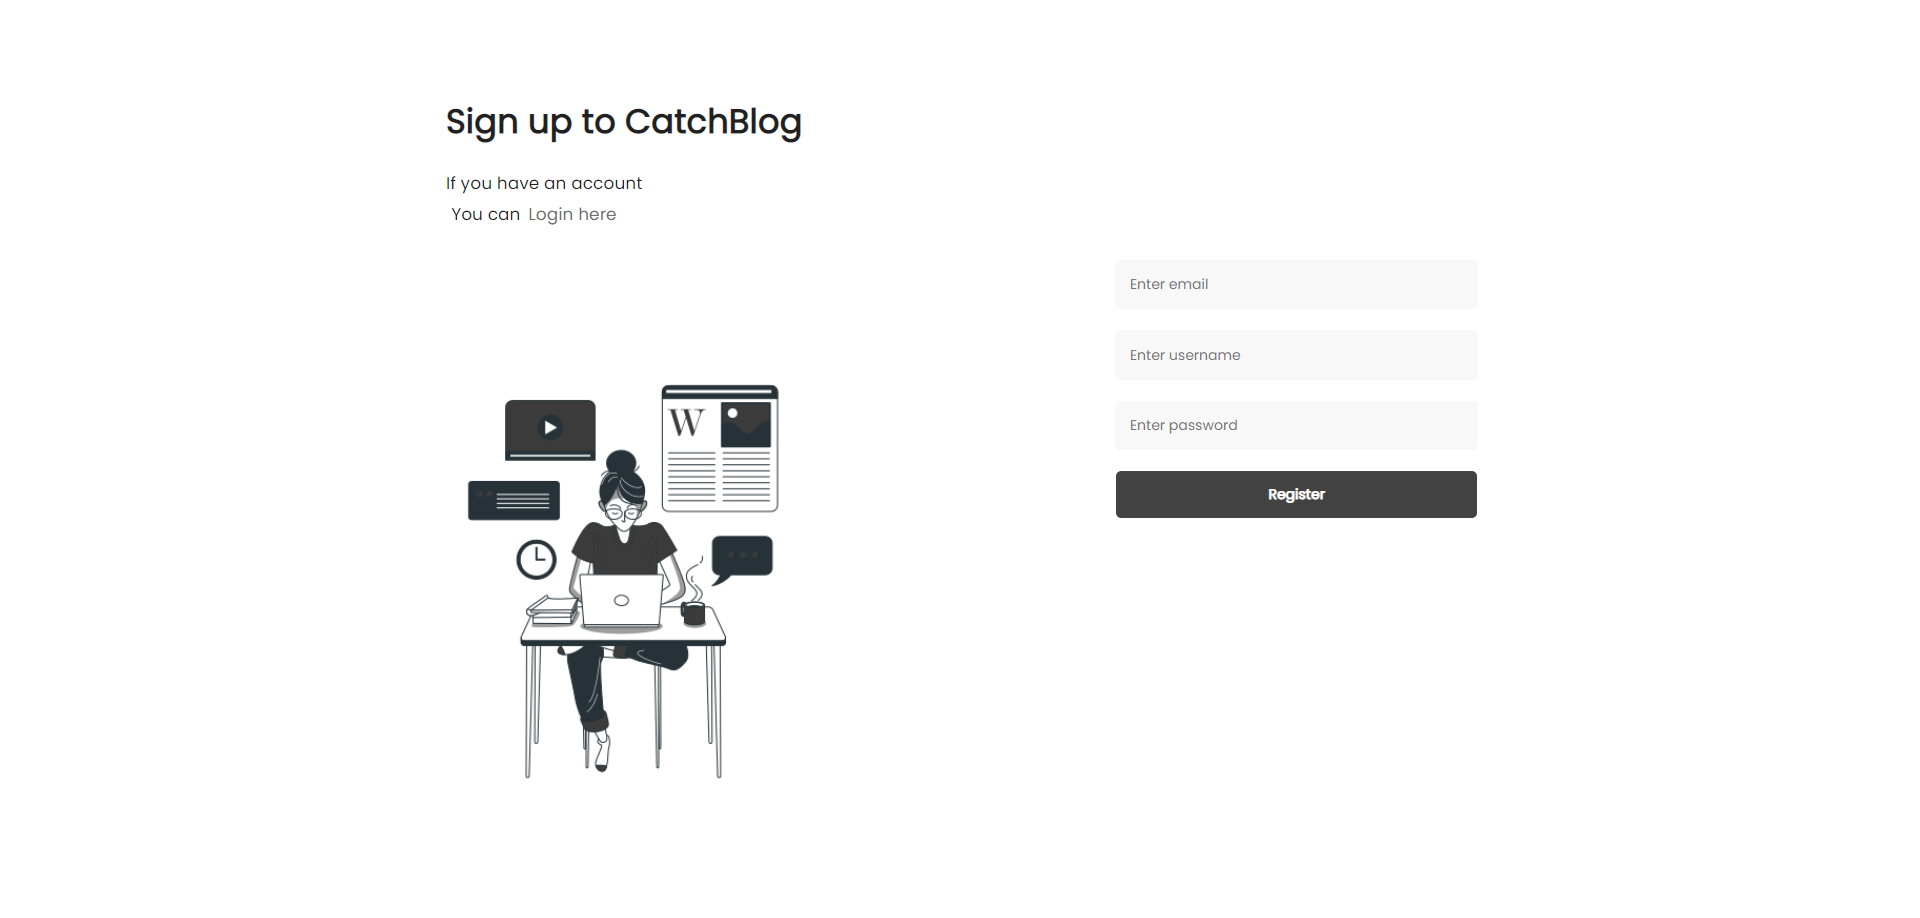 Sign up to CatchBlog
If you have an account
You can Login here
Enter email
Enter username
Enter password
Register
W